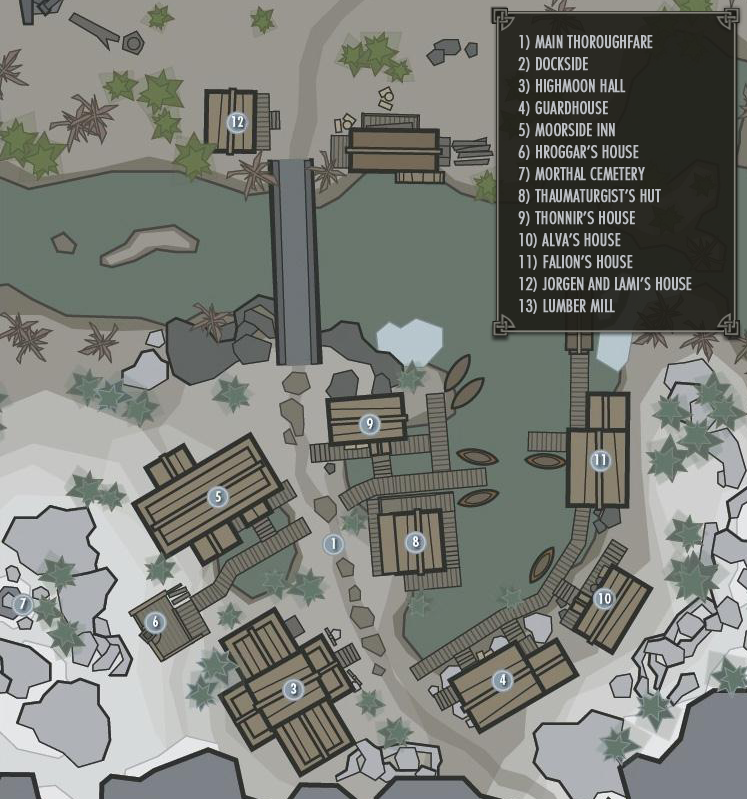 1) MAIN THOROUGHFARE
2) DOCKSIDE
3) HIGHMOON HALL
4) GUARDHOUSE
5) MOORSIDE INN
6) HROGGAR'S HOUSE
7) MORTHAL CEMETERY
8) THAUMATURGIST'S HUT
9) THONNIR'S HOUSE
10) ALVA'S HOUSE
11) FALION'S HOUSE
12) JORGEN AND LAMI'S HOUSE
13) LUMBER MILL
12
9
11
5
1
8
7
6
10
3
4